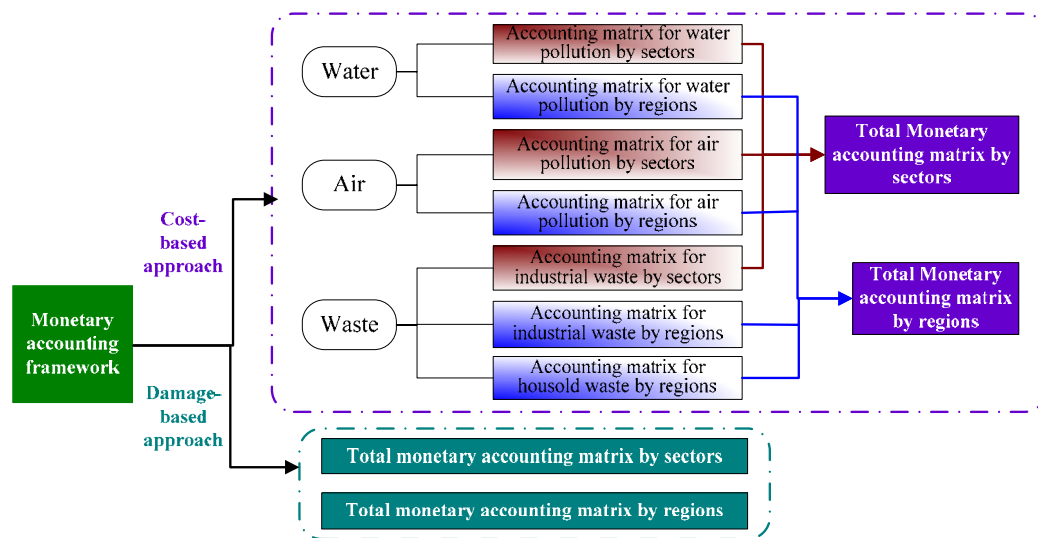 Monetary
accounting
framework
Cost-
based
approach
Damage-
based
approach
Water
Accounting matrix for water
pollution by sectors
Accounting matrix for water
pollution by regions
Air
Accounting matrix for air
pollution by sectors
Accounting matrix for air
pollution by regions
Waste
Accounting matrix for
industrial waste by sectors
Accounting matrix for
industrial waste by regions
Accounting matrix for
housold waste by regions
Total Monetary
accounting matrix by
sectors
Total Monetary
accounting matrix
by regions
Total monetary accounting matrix by sectors
Total monetary accounting matrix by regions